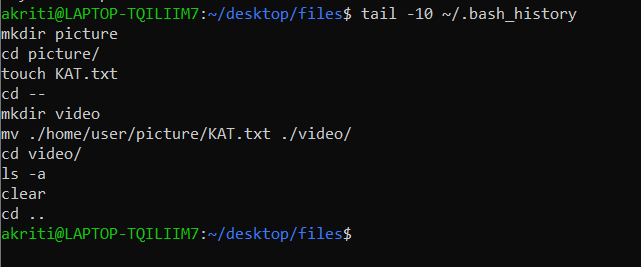 akriti@LAPTOP-TQILIIM7:~/desktop/files$ tail -10 ~/.bash_history
mkdir picture
cd picture/
touch KAT.txt
cd --
mkdir video
mv ./home/user/picture/KAT.txt ./video/
cd video/
ls -a
clear
cd ..
akriti@LAPTOP-TQILIIM7:~/desktop/files$